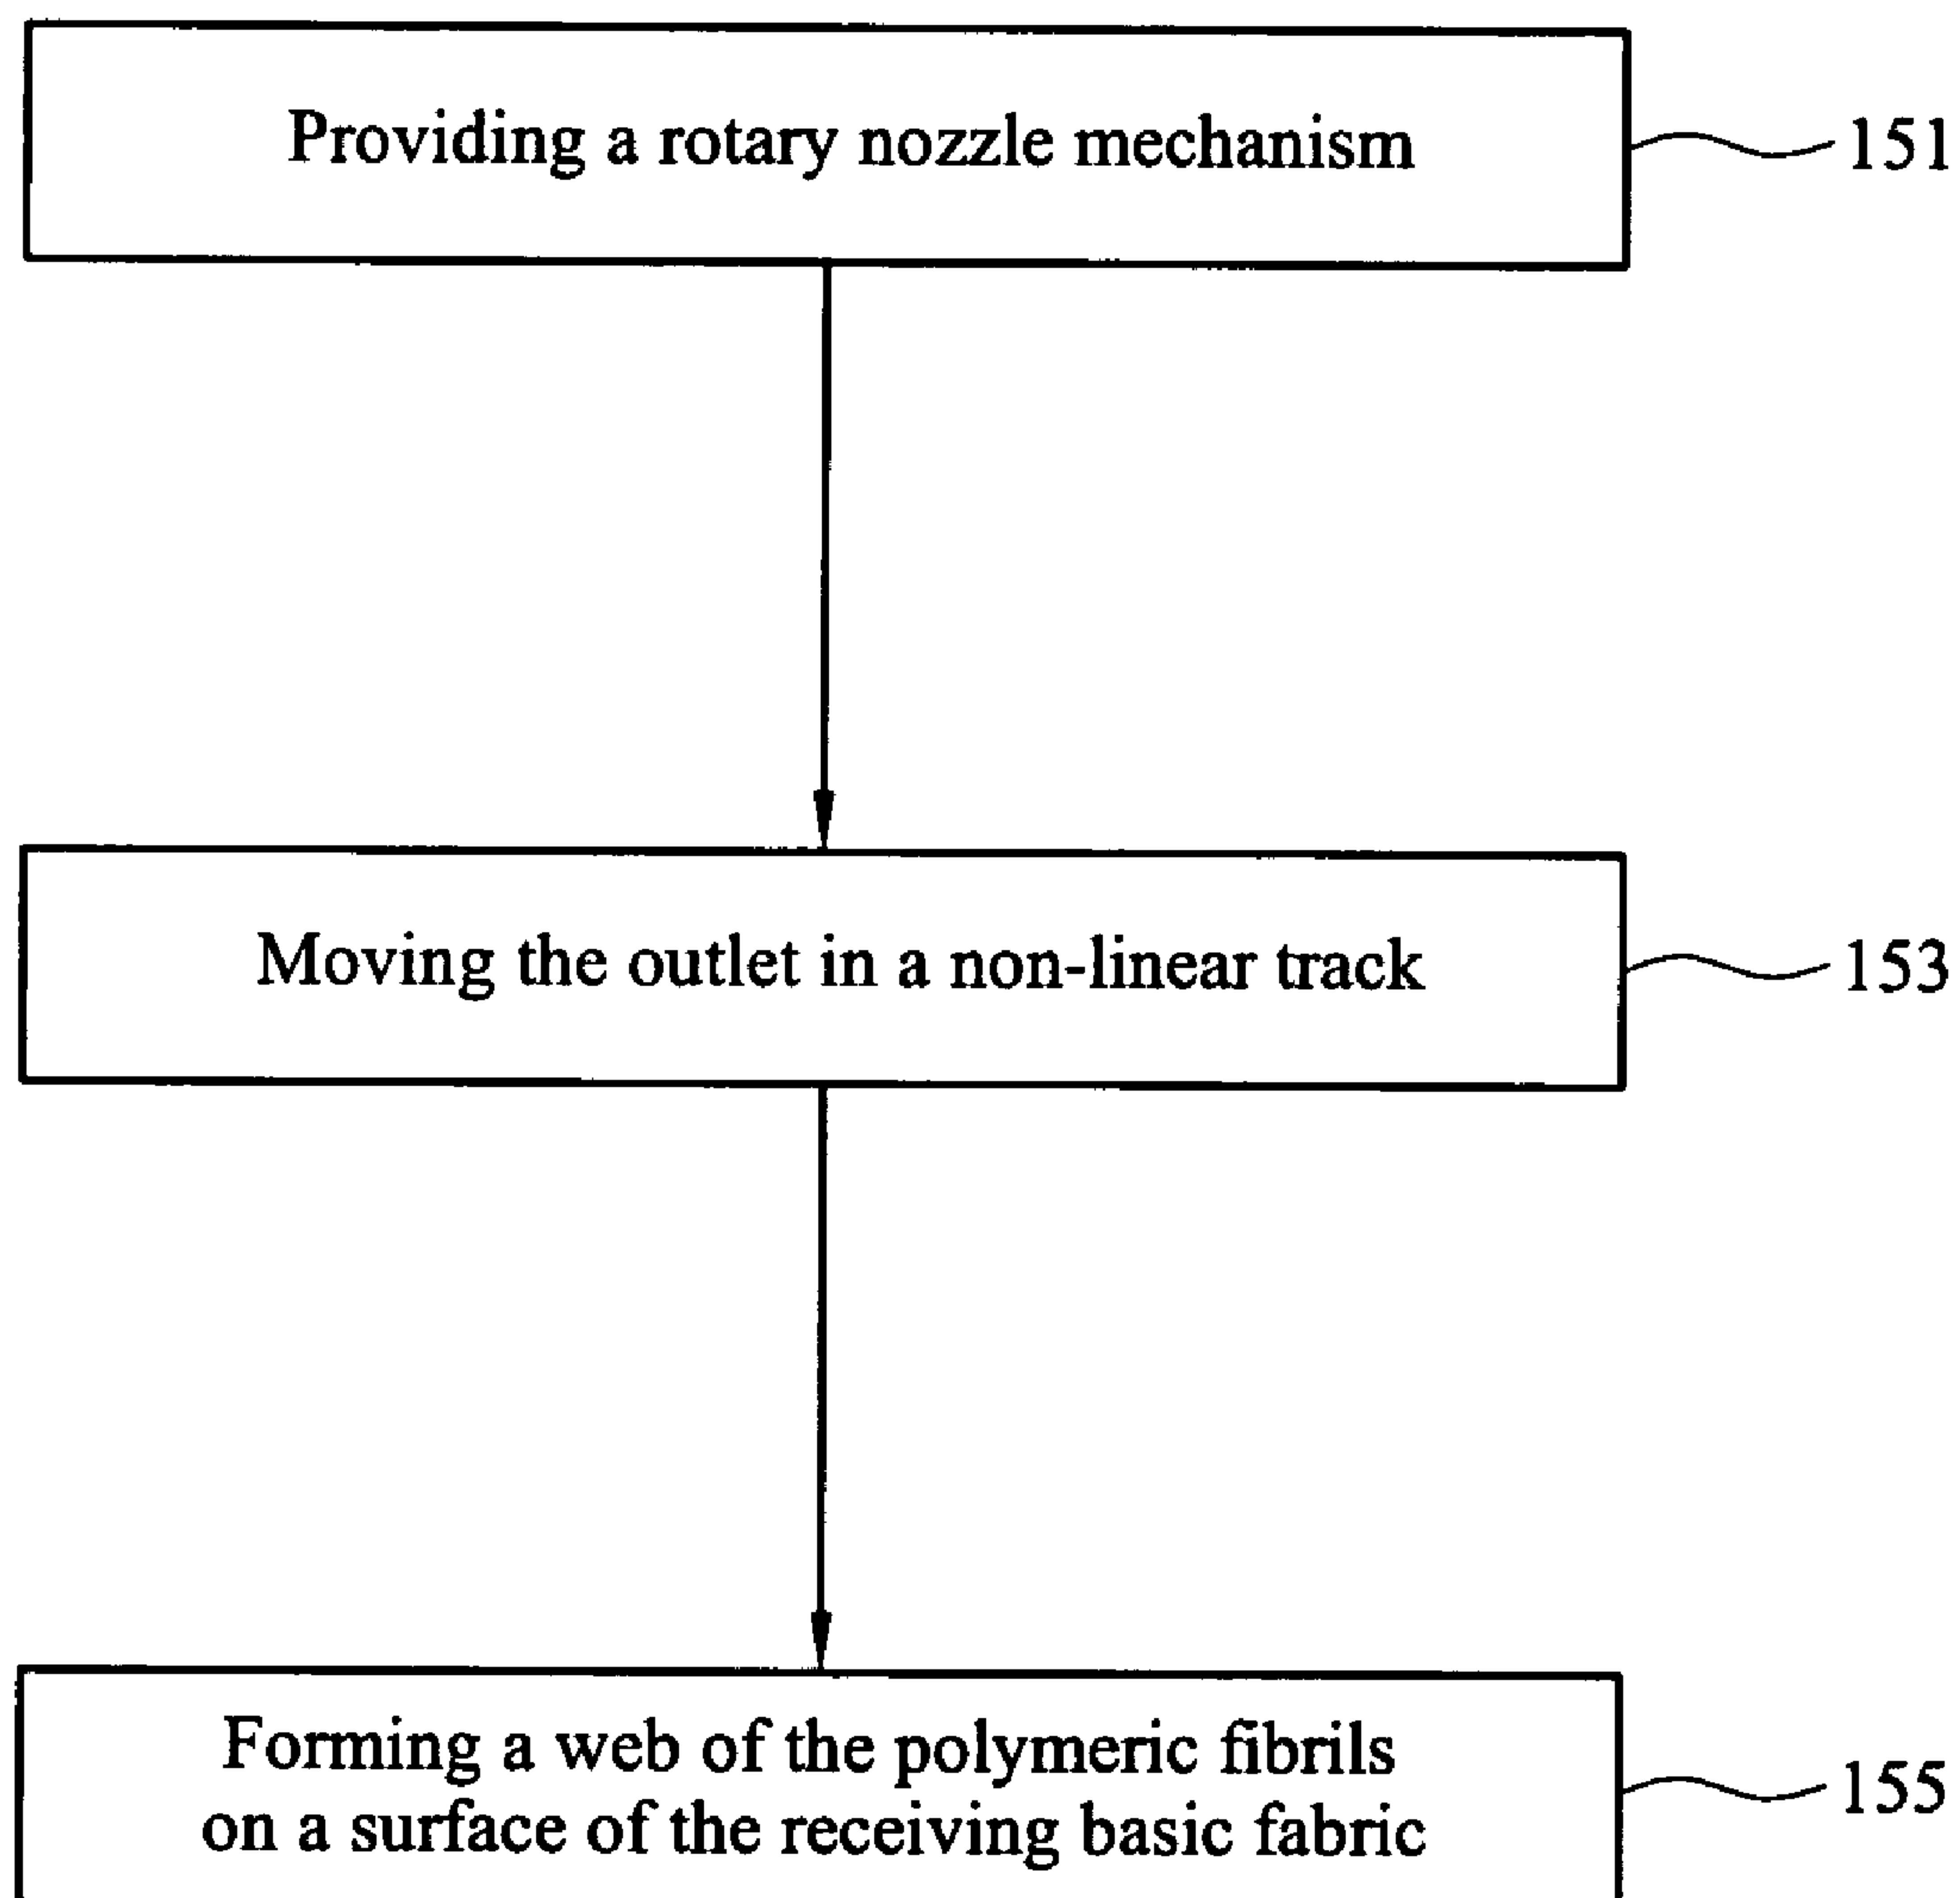 Providing a rotary nozzle mechanism
151
Moving the outlet in a non-linear track
153
Forming a web of the polymeric fibrils
on a surface of the receiving basic fabric
155